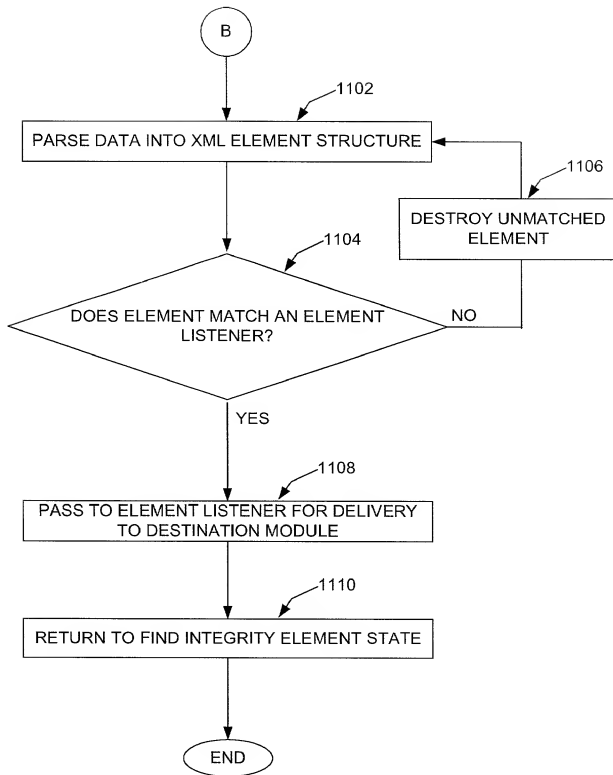 B
1102
PARSE DATA INTO XML ELEMENT STRUCTURE
1106
DESTROY UNMATCHED
ELEMENT
1104
DOES ELEMENT MATCH AN ELEMENT
LISTENER?
NO
YES
1108
PASS TO ELEMENT LISTENER FOR DELIVERY
TO DESTINATION MODULE
1110
RETURN TO FIND INTEGRITY ELEMENT STATE
END